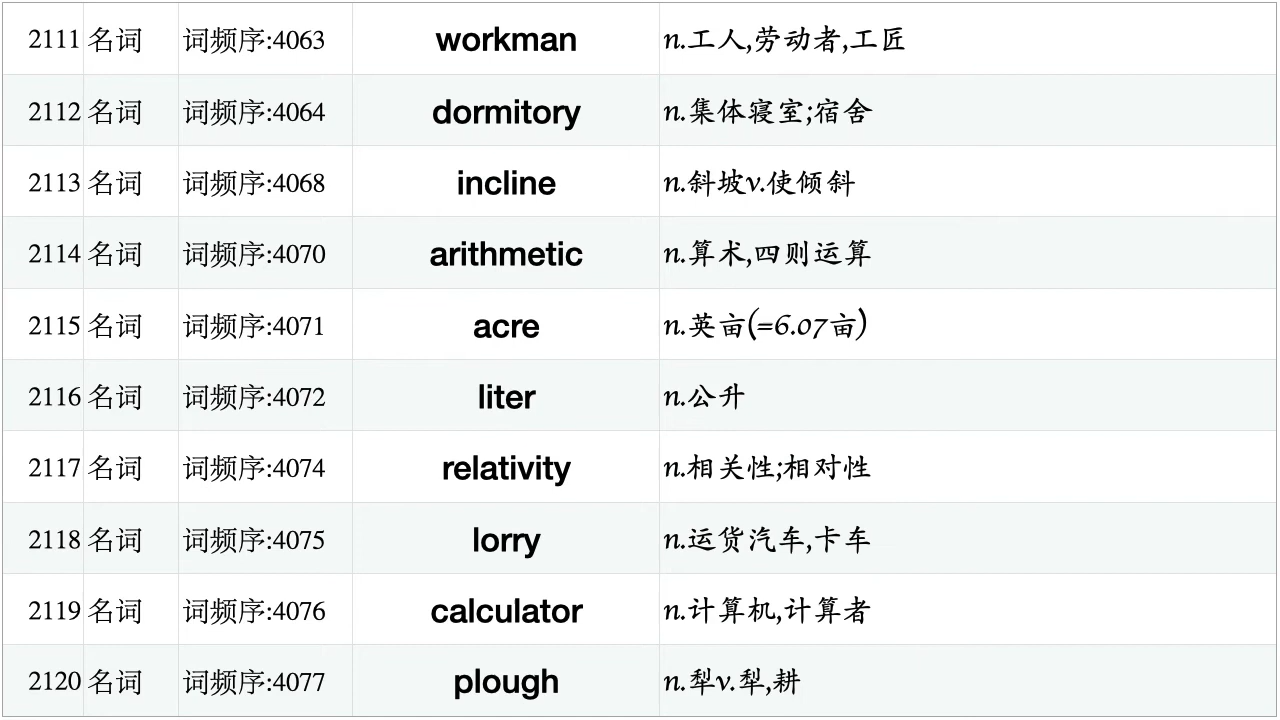 2111 名词 词频序:4063 workman n.工人,劳动者,工匠
2112 名词 词频序:4064 dormitory n.集体寝室;宿舍
2113 名词 词频序:4068 incline n.斜坡v.使倾斜
2114 名词 词频序:4070 arithmetic n.算术,四则运算
2115 名词 词频序:4071 acre n.英亩(=6.07亩)
2116 名词 词频序:4072 liter n.公升
2117 名词 词频序:4074 relativity n.相关性;相对性
2118 名词 词频序:4075 lorry n.运货汽车,卡车
2119 名词 词频序:4076 calculator n.计算机,计算者
2120 名词 词频序:4077 plough n.犁v.犁,耕